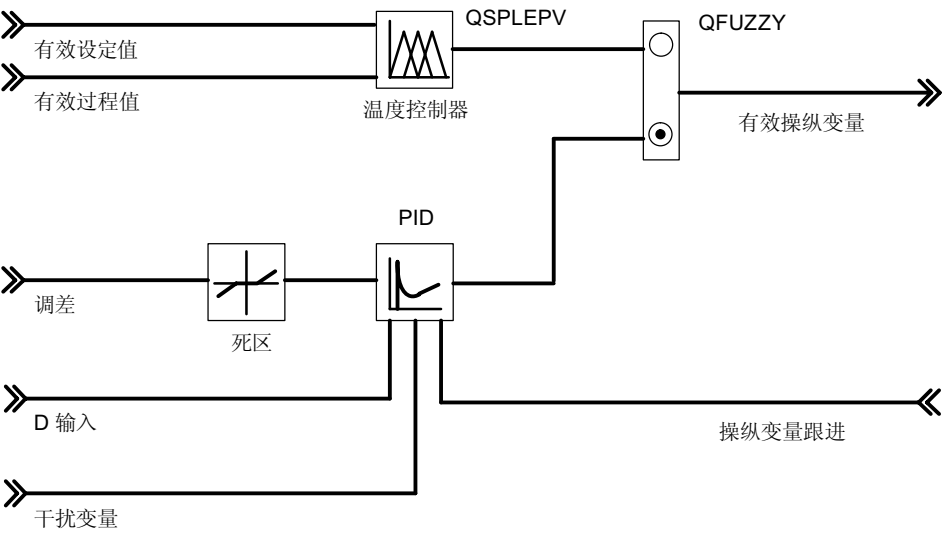 QSPLEPV
QFUZZY
有效设定值
有效过程值
温度控制器
有效操纵变量
PID
调差
死区
D 输入
操纵变量跟进
干扰变量